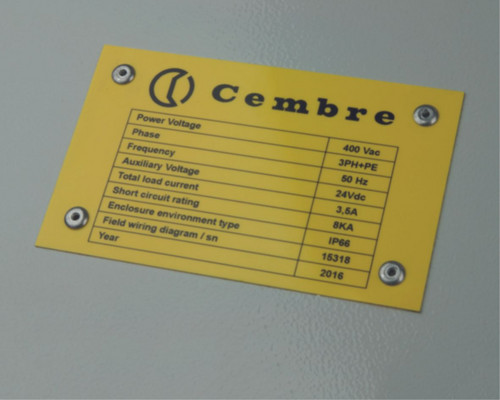 Cembre
Power Voltage 400 Vac
Phase 3PH+PE
Frequency 50 Hz
Auxiliary Voltage 24Vdc
Total load current 3,5A
Short circuit rating 8KA
Enclosure environment type IP66
Field wiring diagram / sn 15318
Year 2016